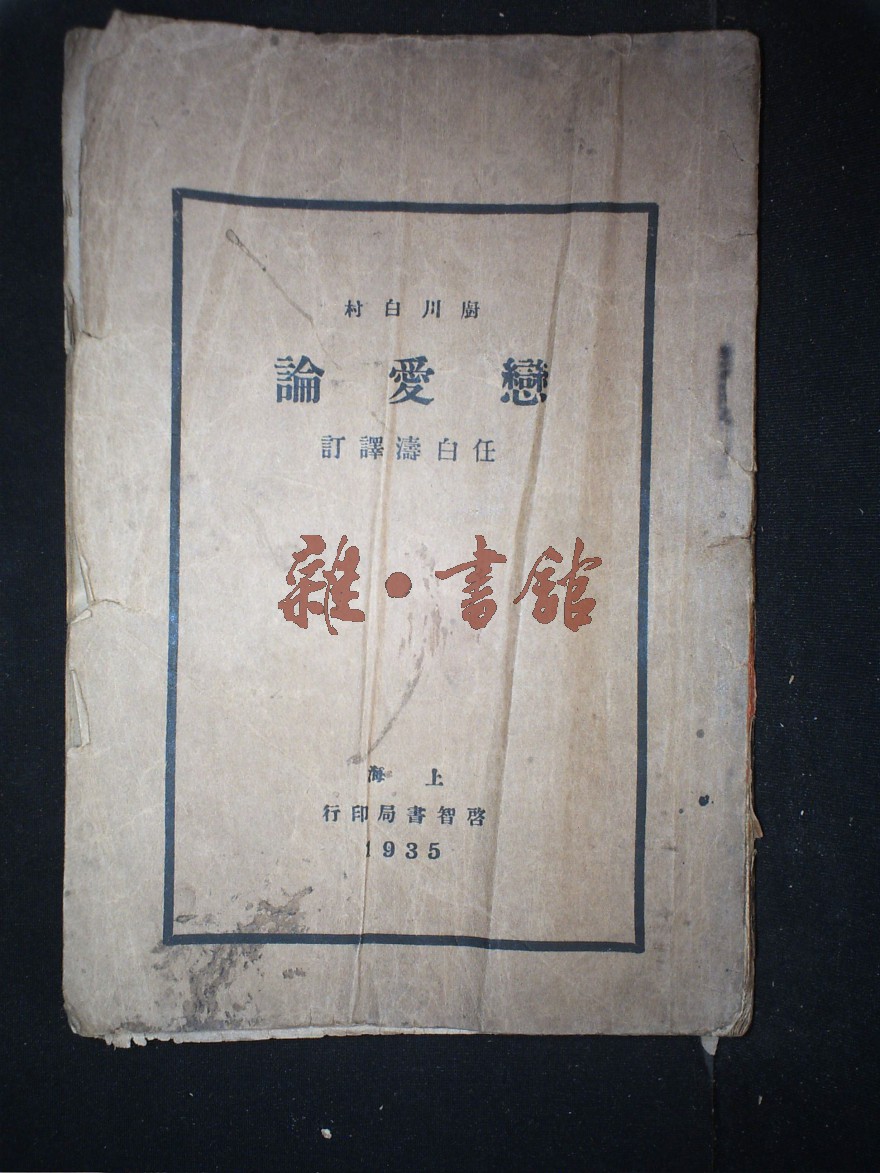 廚川白村
戀愛論
任白濤譯訂
雜·書館
上海
啓智書局印行
1935